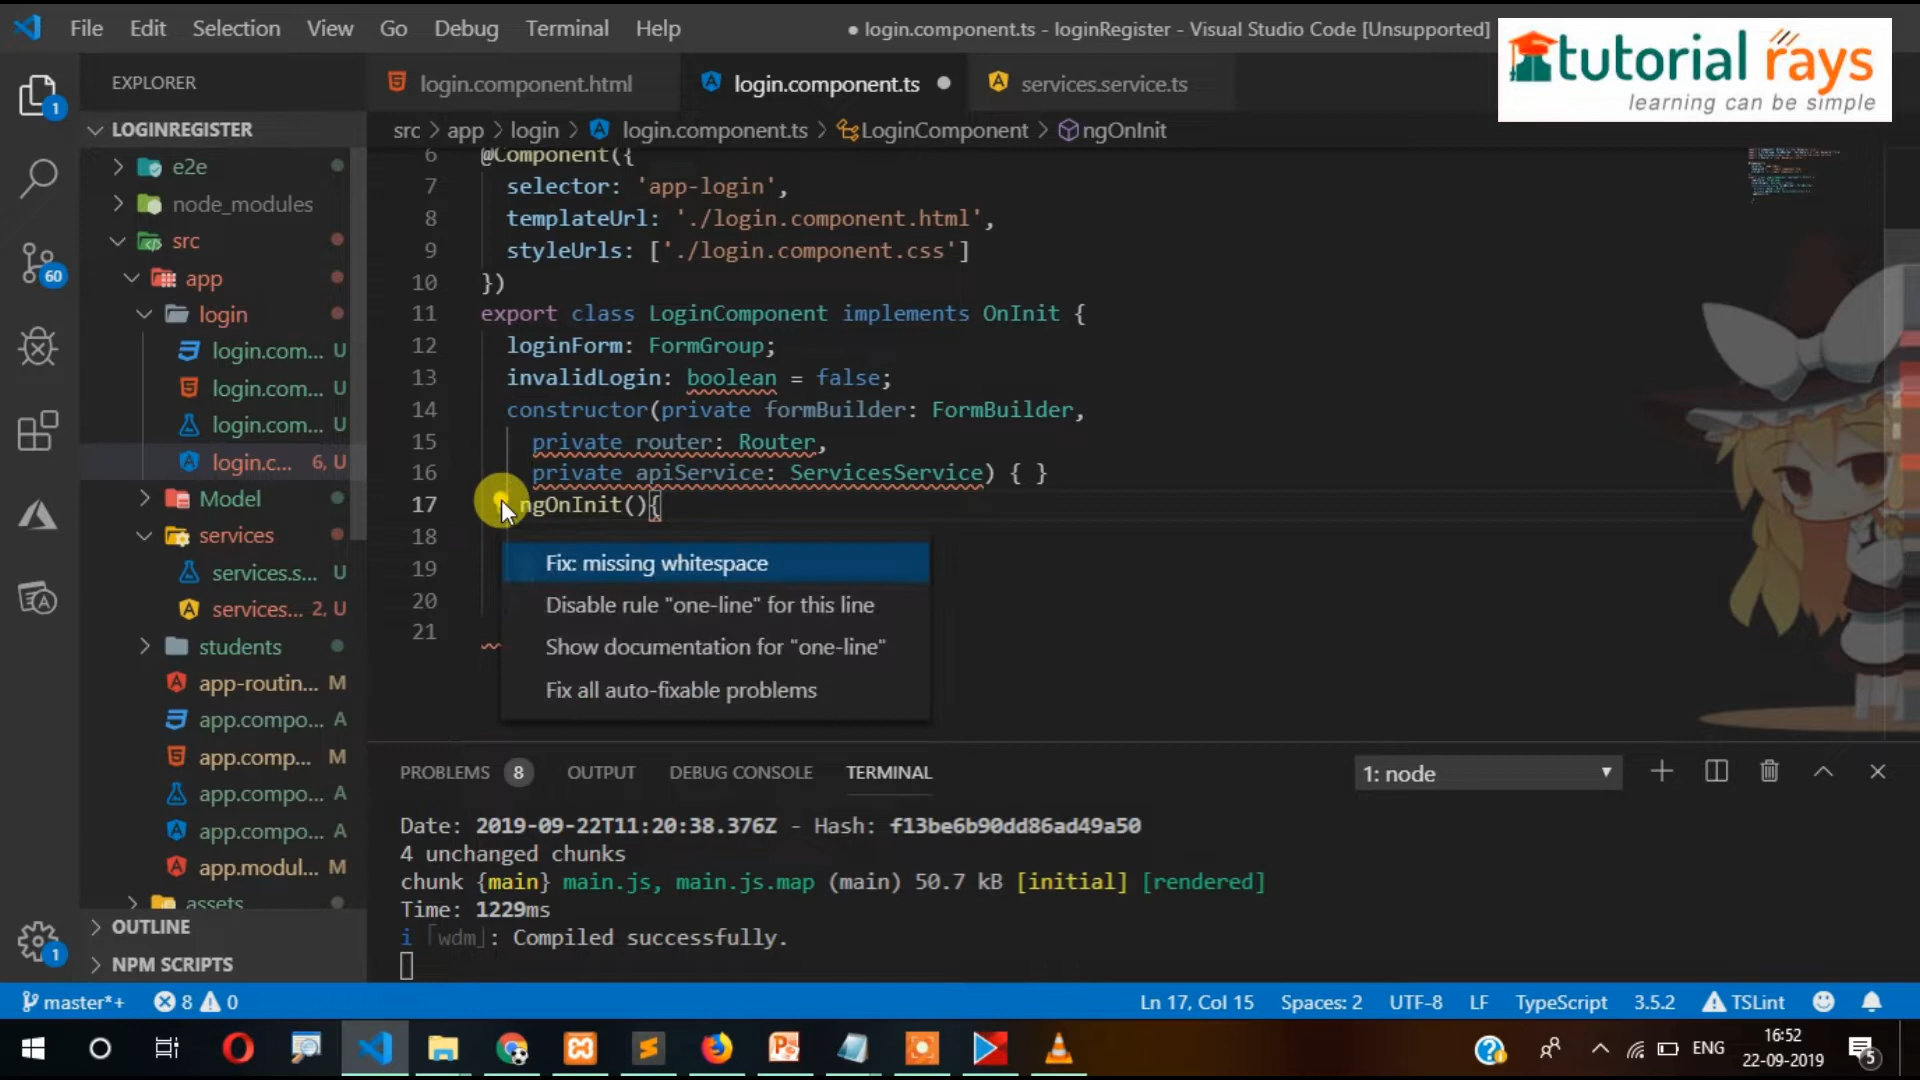 File Edit Selection View Go Debug Terminal Help
● login.component.ts - loginRegister - Visual Studio Code [Unsupported]
tutorial rays
learning can be simple
EXPLORER
login.component.html
login.component.ts ●
services.service.ts
LOGINREGISTER
src > app > login > login.component.ts > LoginComponent > ngOnInit
e2e
node_modules
src
app
login
login.com... U
login.com... U
login.com... U
login.c... 6, U
Model
services
services.s... U
services... 2, U
students
app-routin... M
app.compo... A
app.comp... M
app.compo... A
app.compo... A
app.modul... M
assets
OUTLINE
NPM SCRIPTS
1
60
1
6 @Component({
7 selector: 'app-login',
8 templateUrl: './login.component.html',
9 styleUrls: ['./login.component.css']
10 })
11 export class LoginComponent implements OnInit {
12 loginForm: FormGroup;
13 invalidLogin: boolean = false;
14 constructor(private formBuilder: FormBuilder,
15 private router: Router,
16 private apiService: ServicesService) { }
17 ngOnInit(){
18
19
20
21
Fix: missing whitespace
Disable rule "one-line" for this line
Show documentation for "one-line"
Fix all auto-fixable problems
PROBLEMS 8 OUTPUT DEBUG CONSOLE TERMINAL
1: node
Date: 2019-09-22T11:20:38.376Z - Hash: f13be6b90dd86ad49a50
4 unchanged chunks
chunk {main} main.js, main.js.map (main) 50.7 kB [initial] [rendered]
Time: 1229ms
i ｢wdm｣: Compiled successfully.
master*+ 8 0
Ln 17, Col 15 Spaces: 2 UTF-8 LF TypeScript 3.5.2 TSLint
ENG
16:52
22-09-2019
5